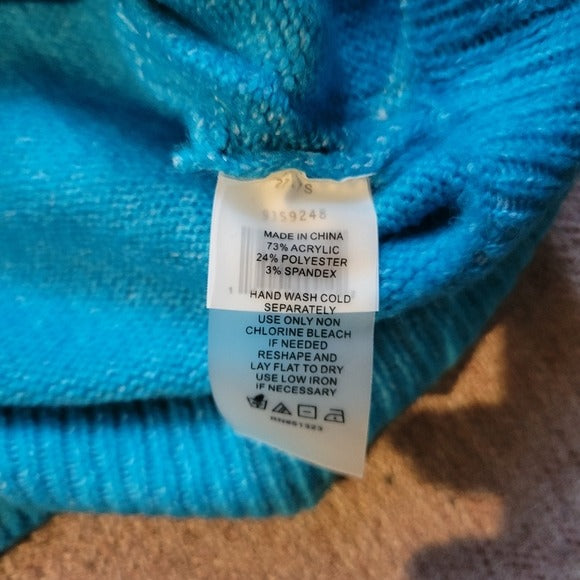 9159248
MADE IN CHINA
73% ACRYLIC
24% POLYESTER
3% SPANDEX
HAND WASH COLD
SEPARATELY
USE ONLY NON
CHLORINE BLEACH
IF NEEDED
RESHAPE AND
LAY FLAT TO DRY
USE LOW IRON
IF NECESSARY